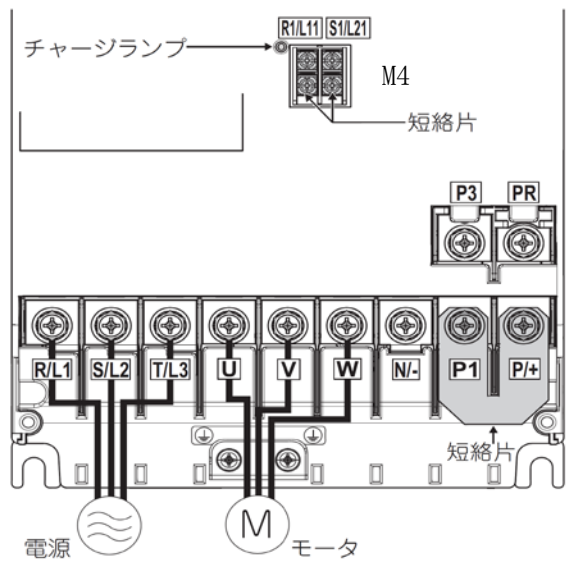 R1/L11 S1/L21
チャージランプ
M4
短絡片
P3 PR
R/L1 S/L2 T/L3 U V W N/- P1 P/+
短絡片
電源
M
モータ